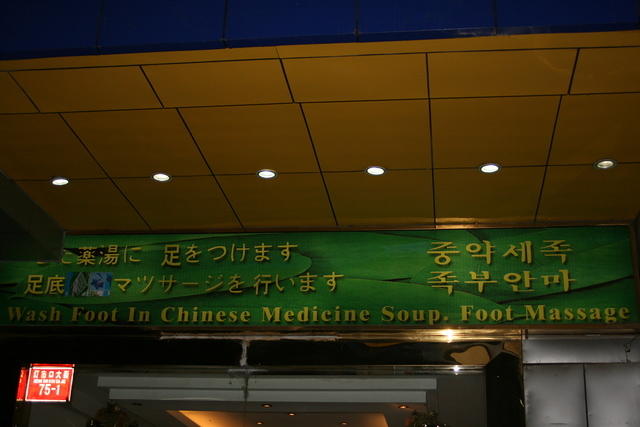 薬湯に 足をつけます
중약세족
足底 マツサージを行います
족부안마
Wash Foot In Chinese Medicine Soup. Foot Massage
75-1